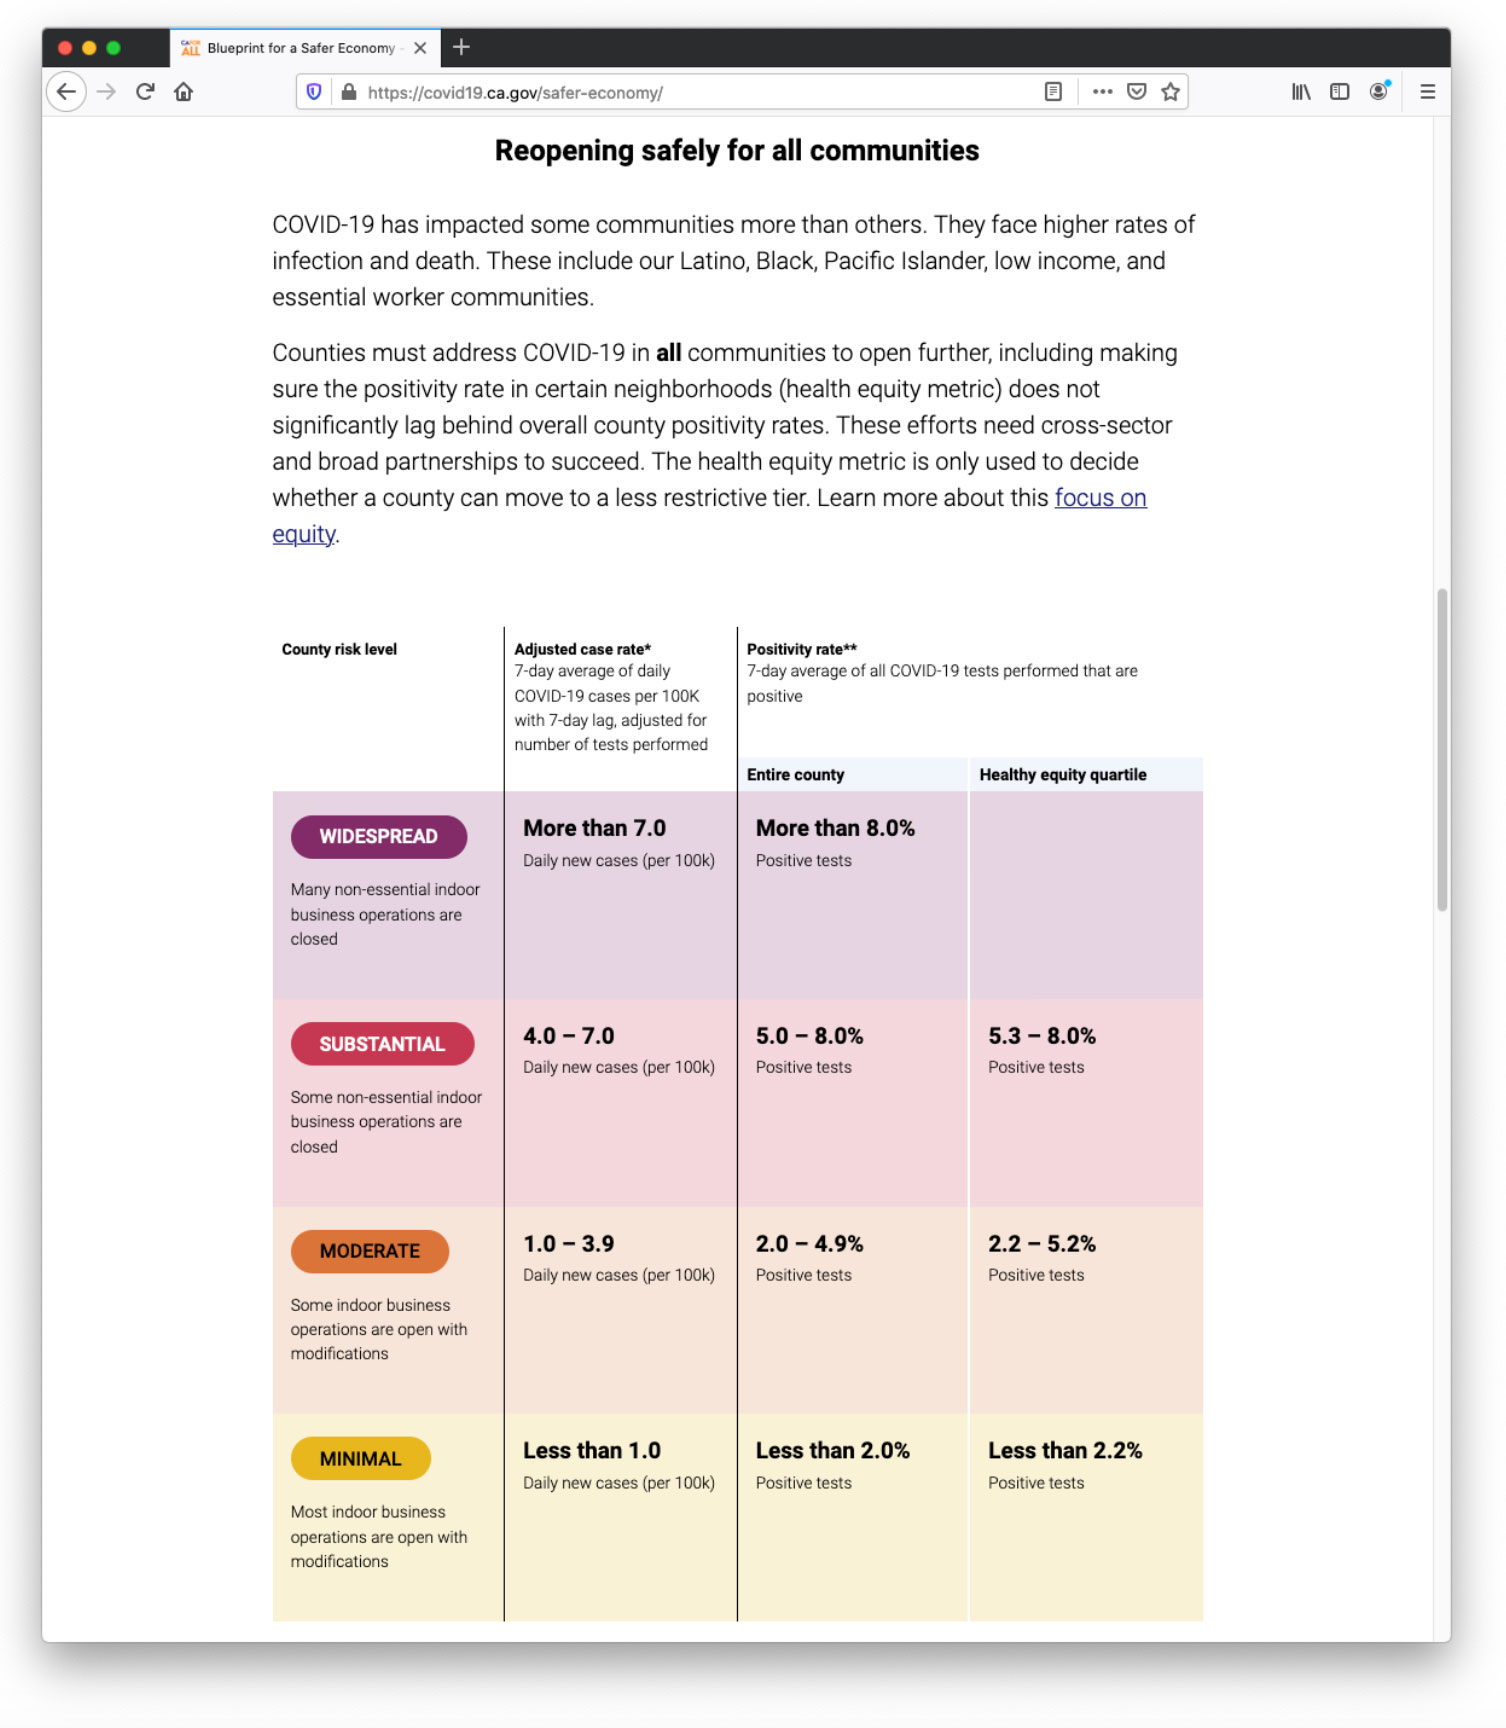 CA FOR
ALL
Blueprint for a Safer Economy -
https://covid19.ca.gov/safer-economy/
Reopening safely for all communities
COVID-19 has impacted some communities more than others. They face higher rates of
infection and death. These include our Latino, Black, Pacific Islander, low income, and
essential worker communities.
Counties must address COVID-19 in all communities to open further, including making
sure the positivity rate in certain neighborhoods (health equity metric) does not
significantly lag behind overall county positivity rates. These efforts need cross-sector
and broad partnerships to succeed. The health equity metric is only used to decide
whether a county can move to a less restrictive tier. Learn more about this focus on
equity.
County risk level
Adjusted case rate*
7-day average of daily
COVID-19 cases per 100K
with 7-day lag, adjusted for
number of tests performed
Positivity rate**
7-day average of all COVID-19 tests performed that are
positive
Entire county
Healthy equity quartile
WIDESPREAD
Many non-essential indoor
business operations are
closed
More than 7.0
Daily new cases (per 100k)
More than 8.0%
Positive tests
SUBSTANTIAL
Some non-essential indoor
business operations are
closed
4.0 – 7.0
Daily new cases (per 100k)
5.0 – 8.0%
Positive tests
5.3 – 8.0%
Positive tests
MODERATE
Some indoor business
operations are open with
modifications
1.0 – 3.9
Daily new cases (per 100k)
2.0 – 4.9%
Positive tests
2.2 – 5.2%
Positive tests
MINIMAL
Most indoor business
operations are open with
modifications
Less than 1.0
Daily new cases (per 100k)
Less than 2.0%
Positive tests
Less than 2.2%
Positive tests